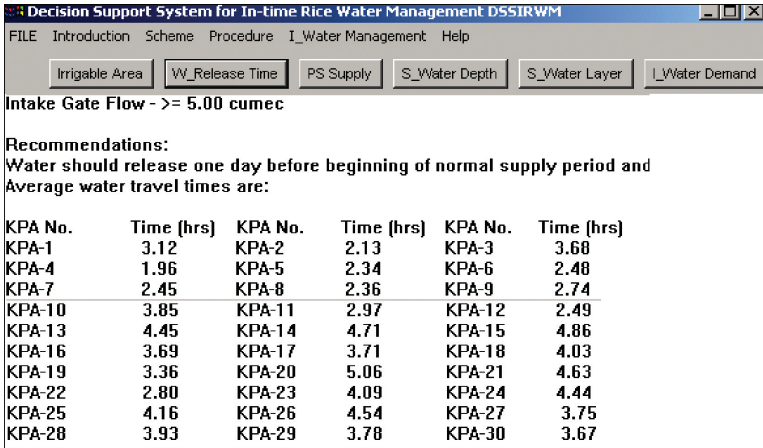 Decision Support System for In-time Rice Water Management DSSIRWM
FILE Introduction Scheme Procedure I_Water Management Help
Irrigable Area W_Release Time PS Supply S_Water Depth S_Water Layer I_Water Demand
Intake Gate Flow - >= 5.00 cumec
Recommendations:
Water should release one day before beginning of normal supply period and
Average water travel times are:
KPA No. Time (hrs) KPA No. Time (hrs) KPA No. Time (hrs)
KPA-1 3.12 KPA-2 2.13 KPA-3 3.68
KPA-4 1.96 KPA-5 2.34 KPA-6 2.48
KPA-7 2.45 KPA-8 2.36 KPA-9 2.74
KPA-10 3.85 KPA-11 2.97 KPA-12 2.49
KPA-13 4.45 KPA-14 4.71 KPA-15 4.86
KPA-16 3.69 KPA-17 3.71 KPA-18 4.03
KPA-19 3.36 KPA-20 5.06 KPA-21 4.63
KPA-22 2.80 KPA-23 4.09 KPA-24 4.44
KPA-25 4.16 KPA-26 4.54 KPA-27 3.75
KPA-28 3.93 KPA-29 3.78 KPA-30 3.67